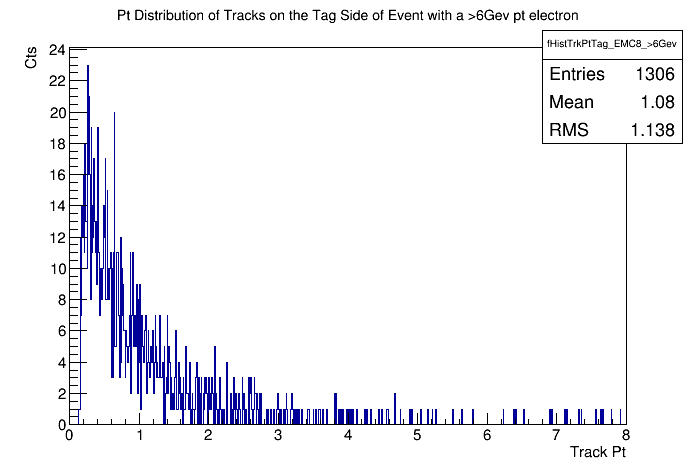 Pt Distribution of Tracks on the Tag Side of Event with a >6Gev pt electron
fHistTrkPtTag_EMC8_>6Gev
Entries 1306
Mean 1.08
RMS 1.138
Cts
24
22
20
18
16
14
12
10
8
6
4
2
0
0 1 2 3 4 5 6 7 8
Track Pt